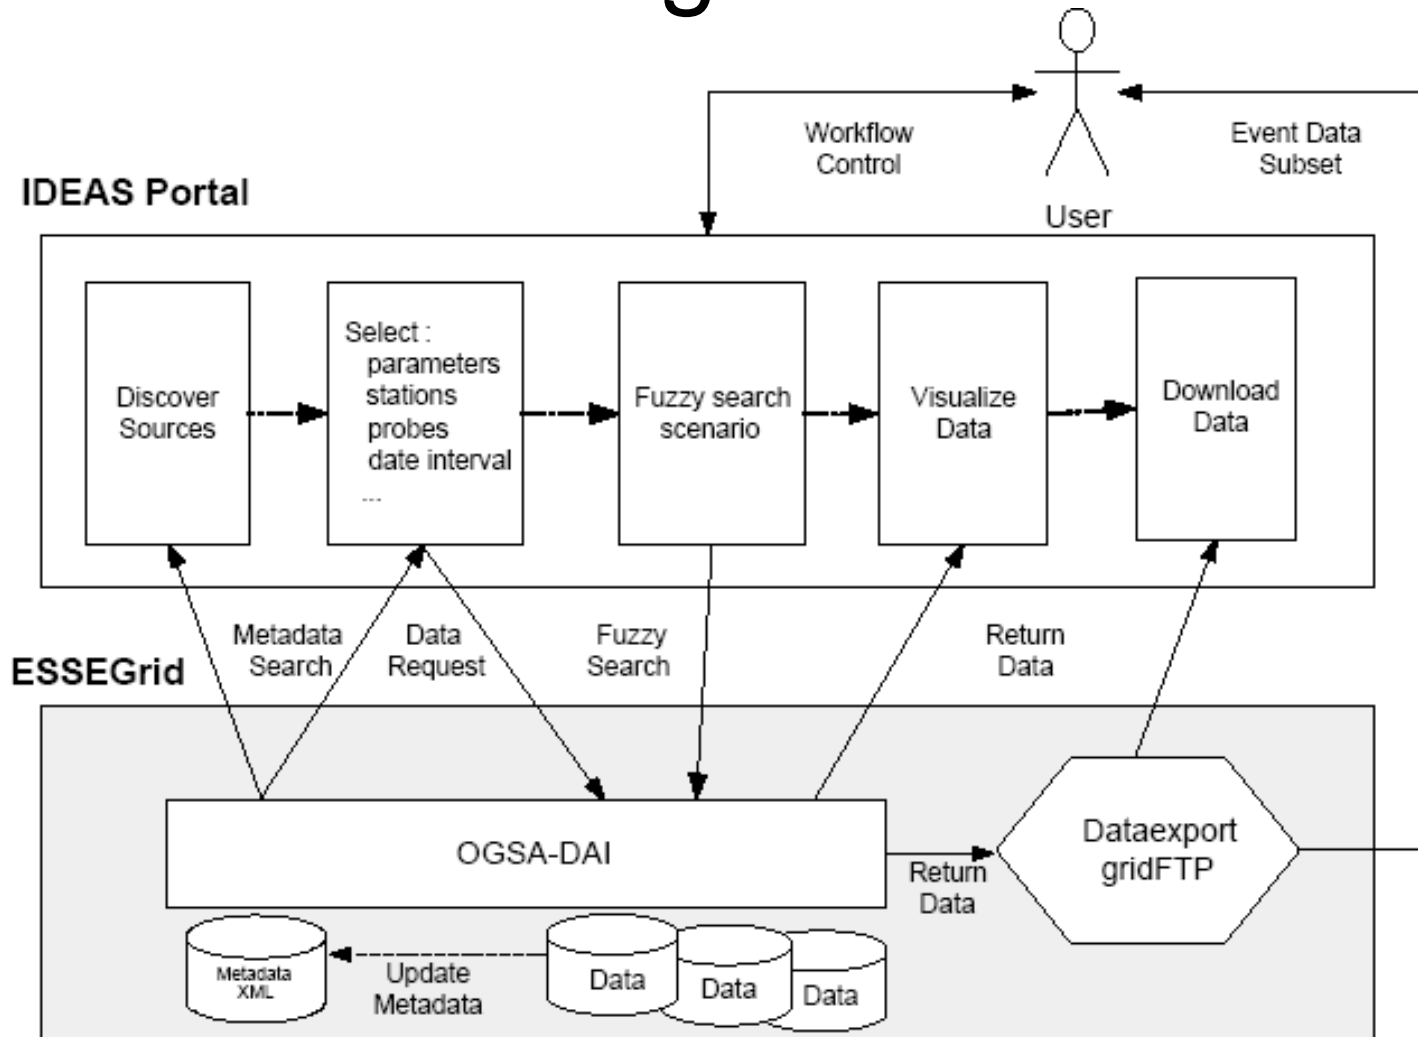 g
Workflow
Control
Event Data
Subset
IDEAS Portal
User
Discover
Sources
Select :
parameters
stations
probes
date interval
...
Fuzzy search
scenario
Visualize
Data
Download
Data
Metadata
Search
Data
Request
Fuzzy
Search
Return
Data
ESSEGrid
OGSA-DAI
Dataexport
gridFTP
Return
Data
Metadada
XML
Update
Metadata
Data
Data
Data